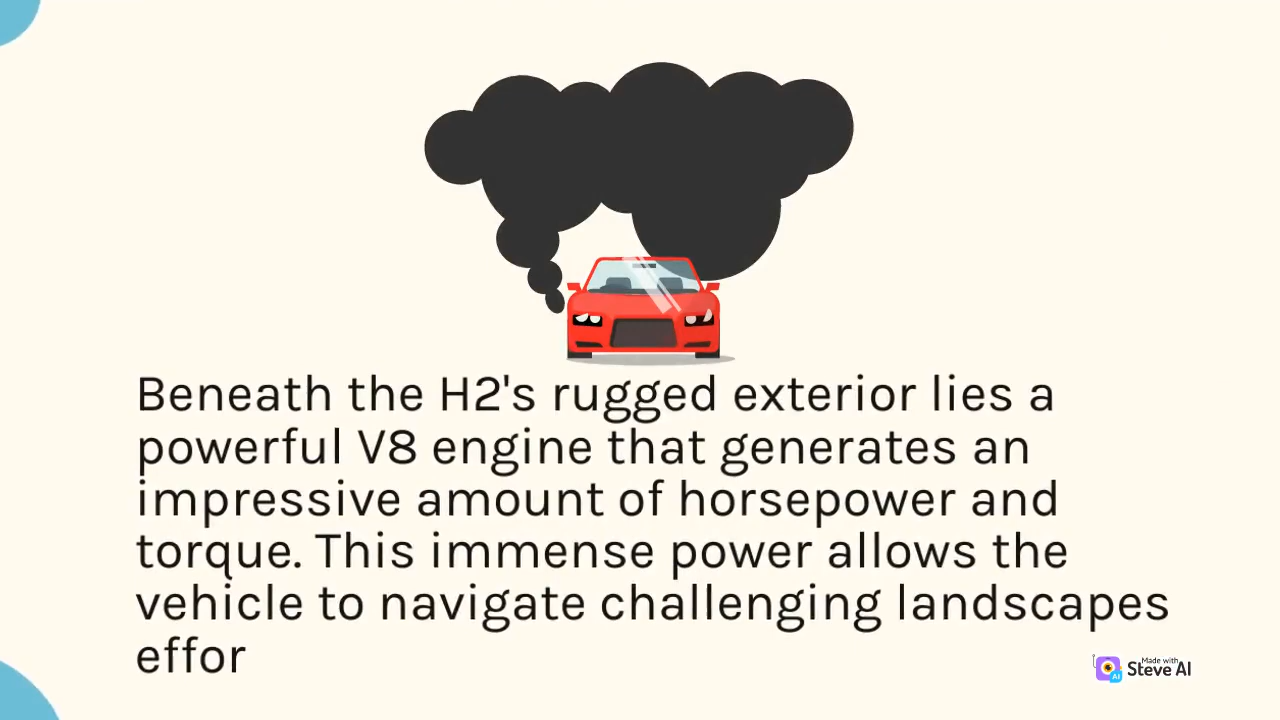 Beneath the H2's rugged exterior lies a
powerful V8 engine that generates an
impressive amount of horsepower and
torque. This immense power allows the
vehicle to navigate challenging landscapes
effor
Made with
Steve AI
AI